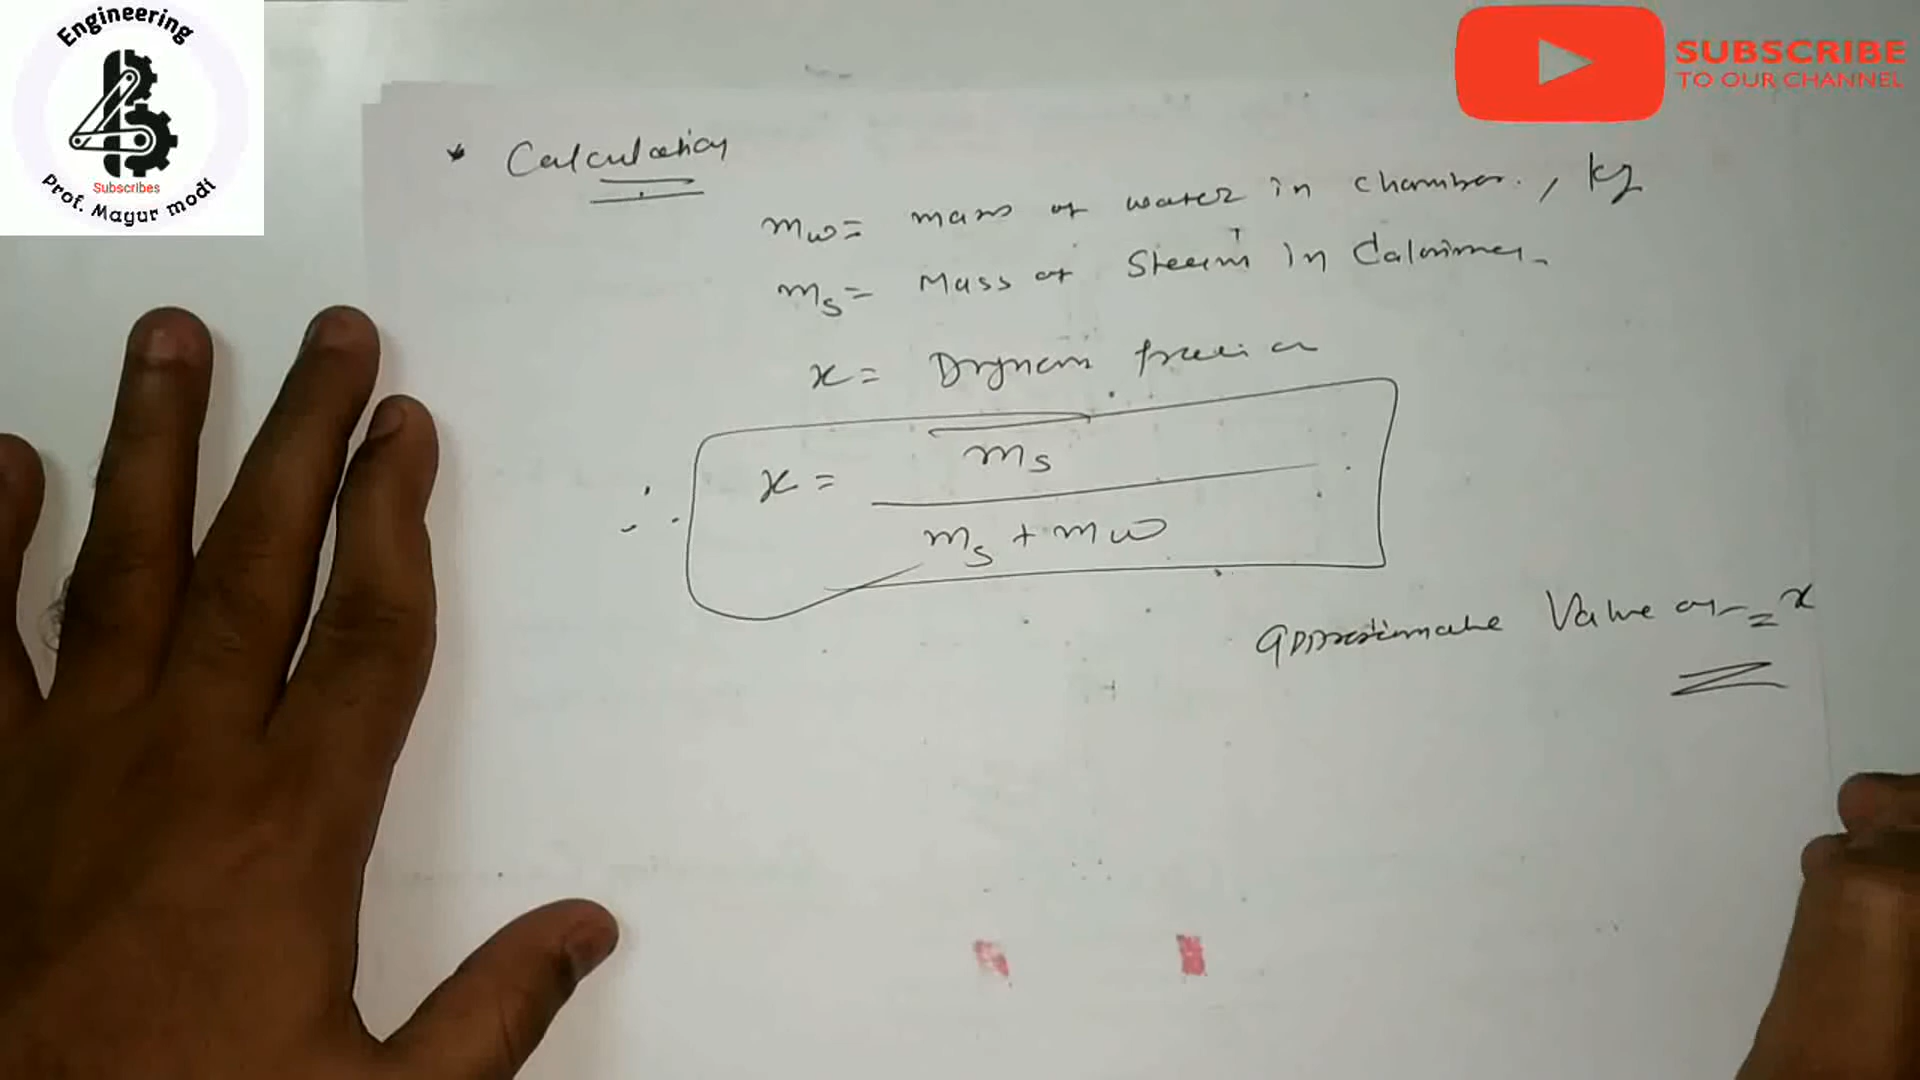 Engineering
Subscribes
Prof. Mayur modi
SUBSCRIBE
TO OUR CHANNEL
* Calculation
mw = mass of water in chamber. , kg
ms = Mass of Steam in
x = Dryness fraction
∴ x = ms / ms + mw
Approximate Value of = x